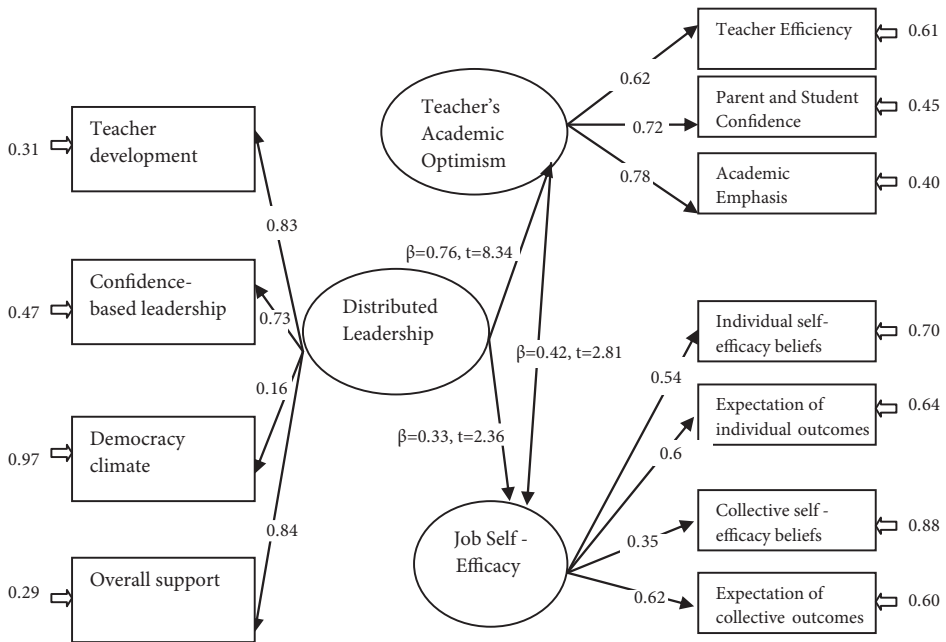 Teacher
development
0.31
0.83
Confidence-
based leadership
0.47
0.73
Democracy
climate
0.97
0.16
Overall support
0.29
0.84
Distributed
Leadership
β=0.76, t=8.34
β=0.42, t=2.81
β=0.33, t=2.36
Teacher's
Academic
Optimism
0.62
Teacher Efficiency
0.61
0.72
Parent and Student
Confidence
0.45
0.78
Academic
Emphasis
0.40
Job Self -
Efficacy
0.54
Individual self-
efficacy beliefs
0.70
0.6
Expectation of
individual outcomes
0.64
0.35
Collective self -
efficacy beliefs
0.88
0.62
Expectation of
collective outcomes
0.60